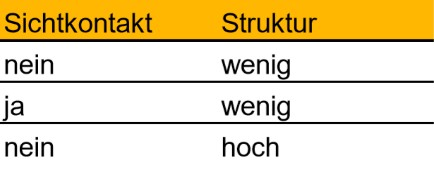 Sichtkontakt Struktur
nein wenig
ja wenig
nein hoch